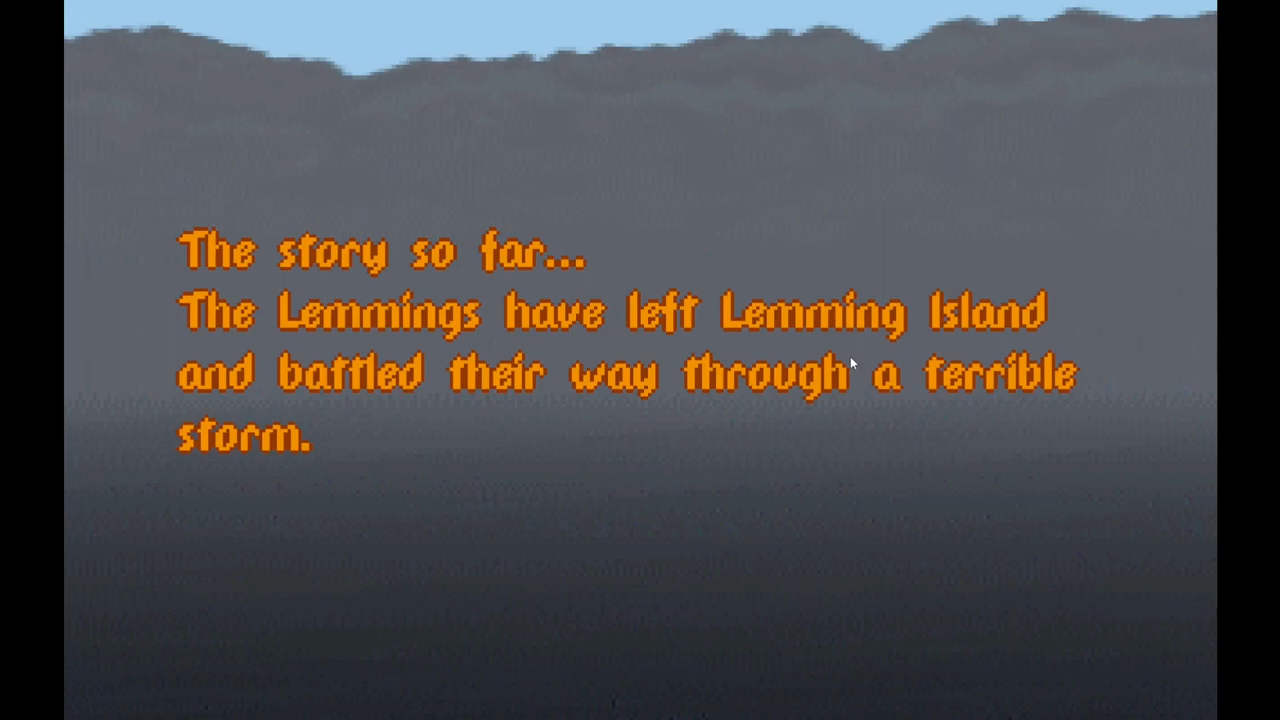 The story so far...
The Lemmings have left Lemming Island
and battled their way through a terrible
storm.